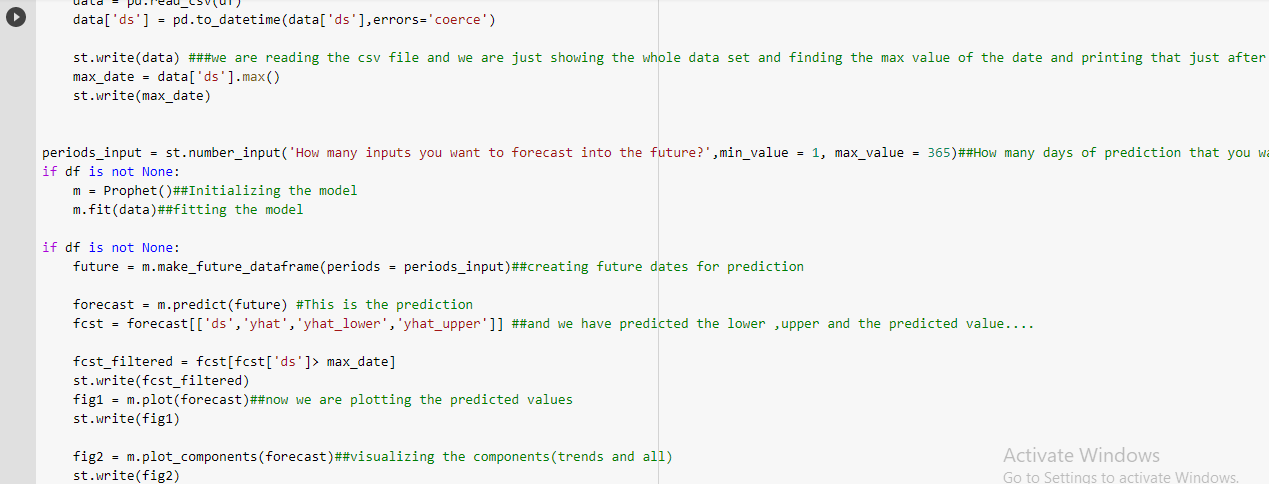 data = pd.read_csv(df)
data['ds'] = pd.to_datetime(data['ds'],errors='coerce')
st.write(data) ###we are reading the csv file and we are just showing the whole data set and finding the max value of the date and printing that just after
max_date = data['ds'].max()
st.write(max_date)
periods_input = st.number_input('How many inputs you want to forecast into the future?',min_value = 1, max_value = 365)##How many days of prediction that you
if df is not None:
m = Prophet()##Initializing the model
m.fit(data)##fitting the model
if df is not None:
future = m.make_future_dataframe(periods = periods_input)##creating future dates for prediction
forecast = m.predict(future) #This is the prediction
fcst = forecast[['ds','yhat','yhat_lower','yhat_upper']] ##and we have predicted the lower ,upper and the predicted value....
fcst_filtered = fcst[fcst['ds']> max_date]
st.write(fcst_filtered)
fig1 = m.plot(forecast)##now we are plotting the predicted values
st.write(fig1)
fig2 = m.plot_components(forecast)##visualizing the components(trends and all)
st.write(fig2)
Activate Windows
Go to Settings to activate Windows.